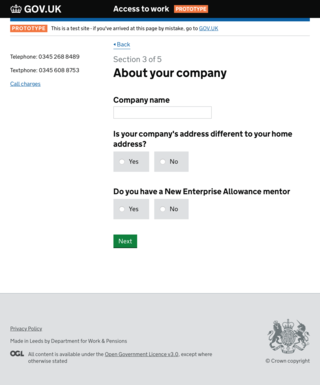 GOV.UK
Access to work PROTOTYPE
PROTOTYPE This is a test site - if you've arrived at this page by mistake, go to GOV.UK
Back
Telephone: 0345 268 8489
Textphone: 0345 608 8753
Call charges
Section 3 of 5
About your company
Company name
Is your company's address different to your home
address?
Yes
No
Do you have a New Enterprise Allowance mentor
Yes
No
Next
Privacy Policy
Made in Leeds by Department for Work & Pensions
OGL All content is available under the Open Government Licence v3.0, except where
otherwise stated
© Crown copyright